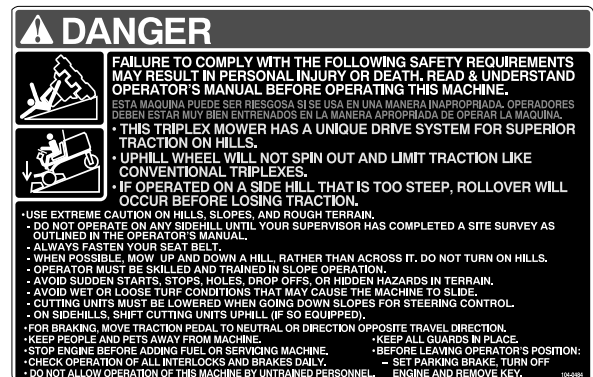 DANGER
FAILURE TO COMPLY WITH THE FOLLOWING SAFETY REQUIREMENTS
MAY RESULT IN PERSONAL INJURY OR DEATH. READ & UNDERSTAND
OPERATOR'S MANUAL BEFORE OPERATING THIS MACHINE.
ESTA MAQUINA PUEDE SER RIESGOSA SI SE USA EN UNA MANERA INAPROPRIADA. OPERADORES
DEBEN ESTAR MUY BIEN ENTRENADOS EN LA MANERA APROPRIADA DE OPERAR LA MAQUINA.
• THIS TRIPLEX MOWER HAS A UNIQUE DRIVE SYSTEM FOR SUPERIOR
TRACTION ON HILLS.
• UPHILL WHEEL WILL NOT SPIN OUT AND LIMIT TRACTION LIKE
CONVENTIONAL TRIPLEXES.
• IF OPERATED ON A SIDE HILL THAT IS TOO STEEP, ROLLOVER WILL
OCCUR BEFORE LOSING TRACTION.
•USE EXTREME CAUTION ON HILLS, SLOPES, AND ROUGH TERRAIN.
- DO NOT OPERATE ON ANY SIDEHILL UNTIL YOUR SUPERVISOR HAS COMPLETED A SITE SURVEY AS
OUTLINED IN THE OPERATOR'S MANUAL.
- ALWAYS FASTEN YOUR SEAT BELT.
- WHEN POSSIBLE, MOW UP AND DOWN A HILL, RATHER THAN ACROSS IT. DO NOT TURN ON HILLS.
- OPERATOR MUST BE SKILLED AND TRAINED IN SLOPE OPERATION.
- AVOID SUDDEN STARTS, STOPS, HOLES, DROP OFFS, OR HIDDEN HAZARDS IN TERRAIN.
- AVOID WET OR LOOSE TURF CONDITIONS THAT MAY CAUSE THE MACHINE TO SLIDE.
- CUTTING UNITS MUST BE LOWERED WHEN GOING DOWN SLOPES FOR STEERING CONTROL.
- ON SIDEHILLS, SHIFT CUTTING UNITS UPHILL (IF SO EQUIPPED).
•FOR BRAKING, MOVE TRACTION PEDAL TO NEUTRAL OR DIRECTION OPPOSITE TRAVEL DIRECTION.
•KEEP PEOPLE AND PETS AWAY FROM MACHINE.
•STOP ENGINE BEFORE ADDING FUEL OR SERVICING MACHINE.
•CHECK OPERATION OF ALL INTERLOCKS AND BRAKES DAILY.
• DO NOT ALLOW OPERATION OF THIS MACHINE BY UNTRAINED PERSONNEL.
•KEEP ALL GUARDS IN PLACE.
•BEFORE LEAVING OPERATOR'S POSITION:
– SET PARKING BRAKE, TURN OFF
ENGINE AND REMOVE KEY.
104-0484